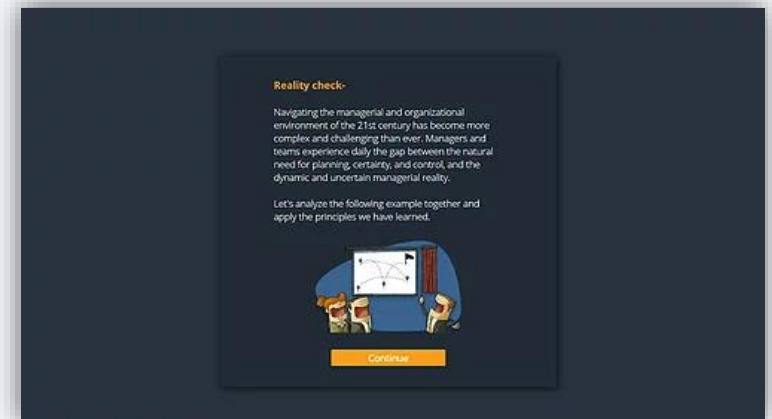 Reality check-
Navigating the managerial and organizational
environment of the 21st century has become more
complex and challenging than ever. Managers and
teams experience daily the gap between the natural
need for planning, certainty, and control, and the
dynamic and uncertain managerial reality.
Let's analyze the following example together and
apply the principles we have learned.
Continue